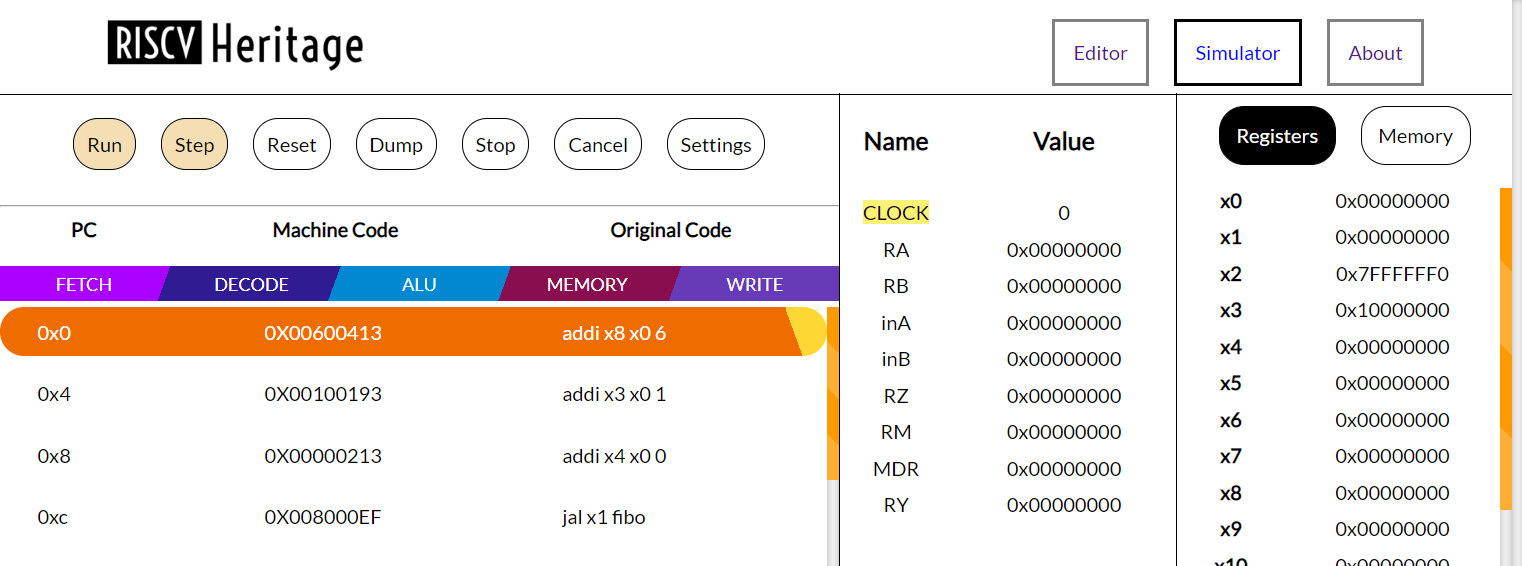 RISCV Heritage
Editor Simulator About
Run Step Reset Dump Stop Cancel Settings
PC Machine Code Original Code
FETCH DECODE ALU MEMORY WRITE
0x0 0X00600413 addi x8 x0 6
0x4 0X00100193 addi x3 x0 1
0x8 0X00000213 addi x4 x0 0
0xc 0X008000EF jal x1 fibo
Name Value
CLOCK 0
RA 0x00000000
RB 0x00000000
inA 0x00000000
inB 0x00000000
RZ 0x00000000
RM 0x00000000
MDR 0x00000000
RY 0x00000000
Registers Memory
x0 0x00000000
x1 0x00000000
x2 0x7FFFFFF0
x3 0x10000000
x4 0x00000000
x5 0x00000000
x6 0x00000000
x7 0x00000000
x8 0x00000000
x9 0x00000000
x10 0x00000000